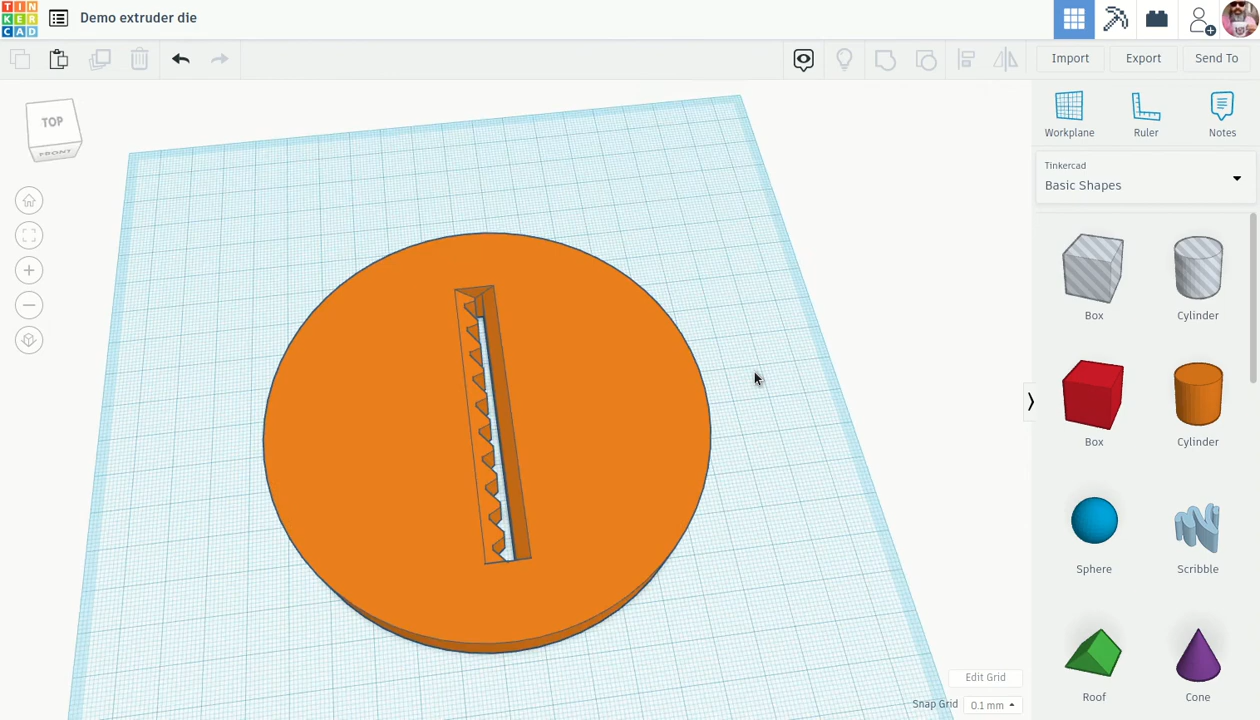 TIN
KER
CAD
Demo extruder die
Import
Export
Send To
TOP
FRONT
Workplane
Ruler
Notes
Tinkercad
Basic Shapes
Box
Cylinder
Box
Cylinder
Sphere
Scribble
Roof
Cone
Edit Grid
Snap Grid
0.1 mm